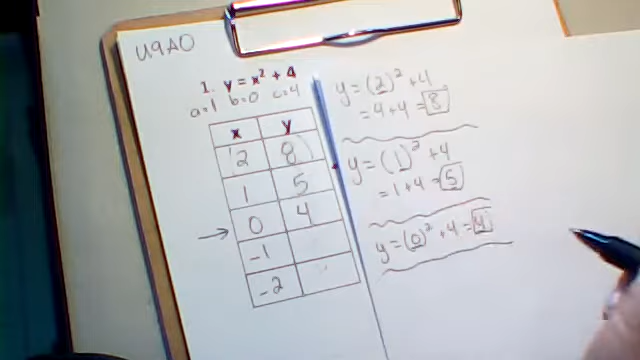 U9A0
1. y = x² + 4
a=1 b=0 c=4
x y
2 8
1 5
0 4
-1
-2
y = (2)² + 4
= 4+4 = 8
y = (1)² + 4
= 1+4 = 5
y = (0)² + 4 = 4